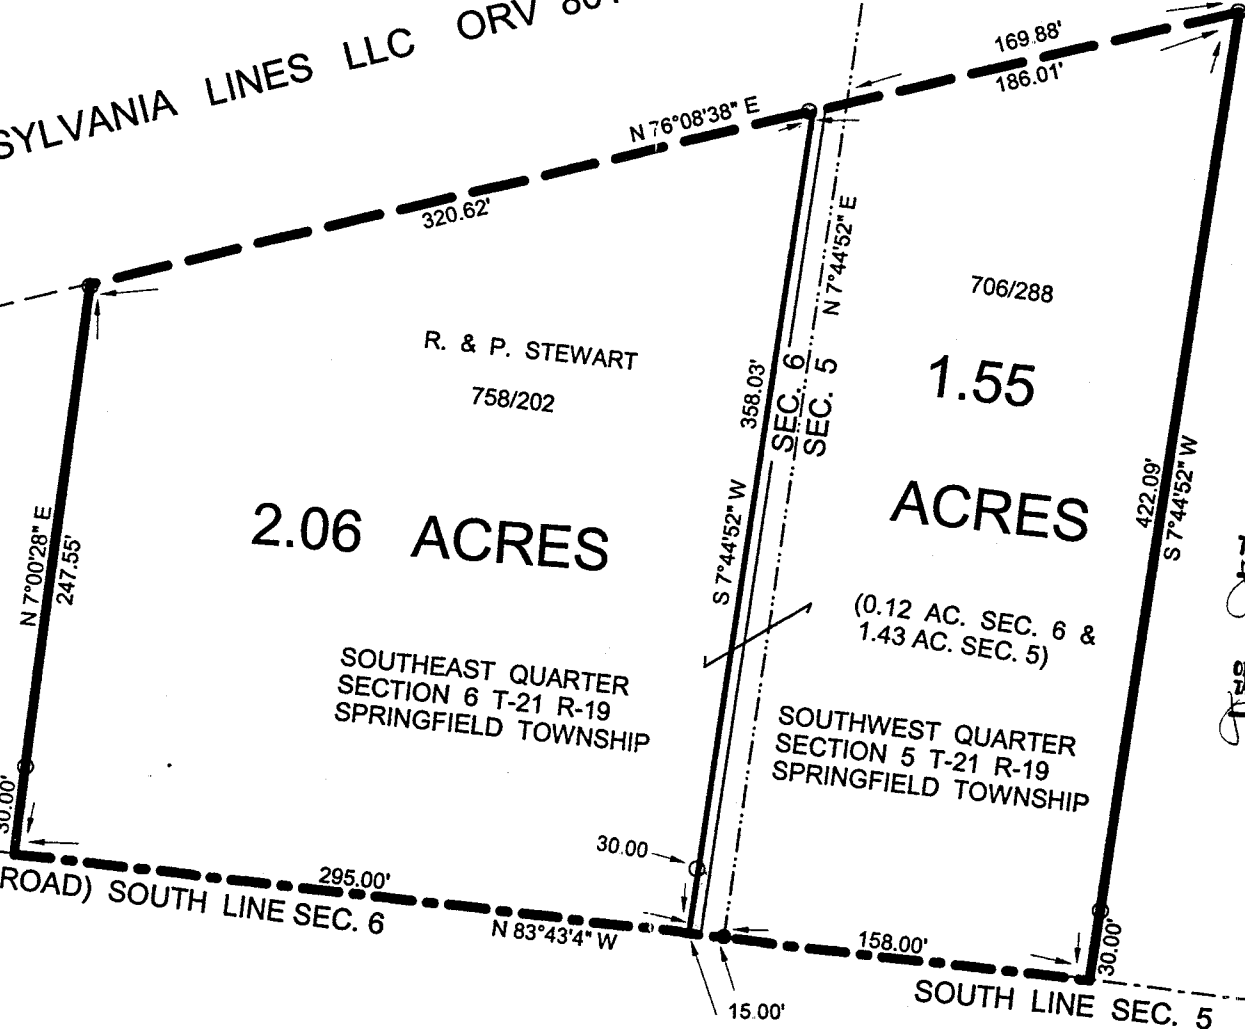 SYLVANIA LINES LLC ORV
169.88'
186.01'
N 76°08'38" E
320.62'
N 7°44'52" E
706/288
R. & P. STEWART
758/202
358.03'
SEC. 6
SEC. 5
1.55
ACRES
2.06 ACRES
422.09'
S 7°44'52" W
S 7°44'52" W
N 7°00'28" E
247.55'
(0.12 AC. SEC. 6 &
1.43 AC. SEC. 5)
SOUTHEAST QUARTER
SECTION 6 T-21 R-19
SPRINGFIELD TOWNSHIP
SOUTHWEST QUARTER
SECTION 5 T-21 R-19
SPRINGFIELD TOWNSHIP
30.00'
30.00
295.00'
ROAD) SOUTH LINE SEC. 6
N 83°43'4" W
158.00'
30.00'
15.00'
SOUTH LINE SEC. 5